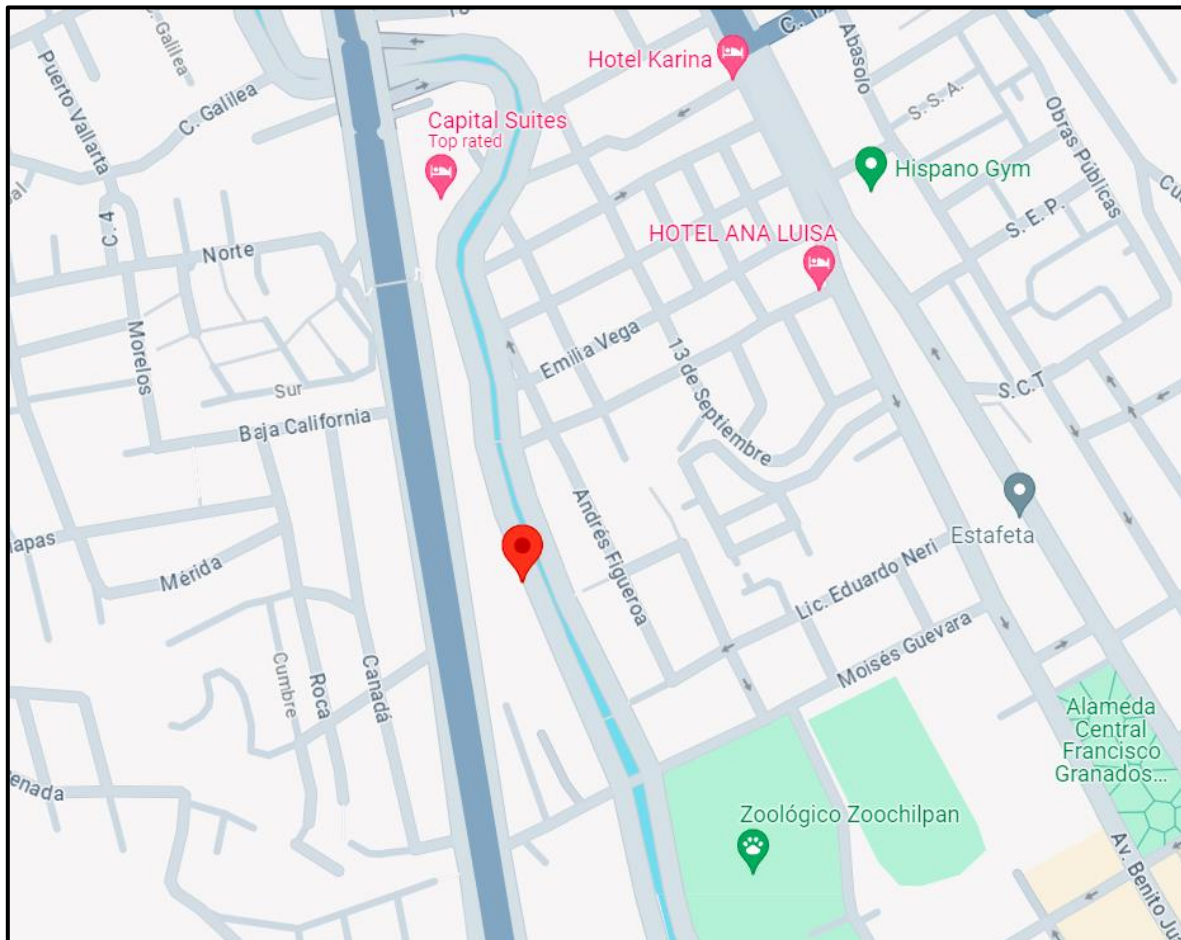 Puerto Vallarta
C. Galilea
C. Galilea
Hotel Karina
Abasolo
S. S. A.
Obras Públicas
Capital Suites
Top rated
Hispano Gym
C. 4
Norte
S. E. P.
HOTEL ANA LUISA
Morelos
Emilia Vega
13 de Septiembre
Sur
S.C.T
Baja California
Andrés Figueroa
Estafeta
Mérida
Lic. Eduardo Neri
Moisés Guevara
Cumbre
Roca
Canadá
Alameda
Central
Francisco
Granados...
Zoológico Zoochilpan
Av. Benito Ju